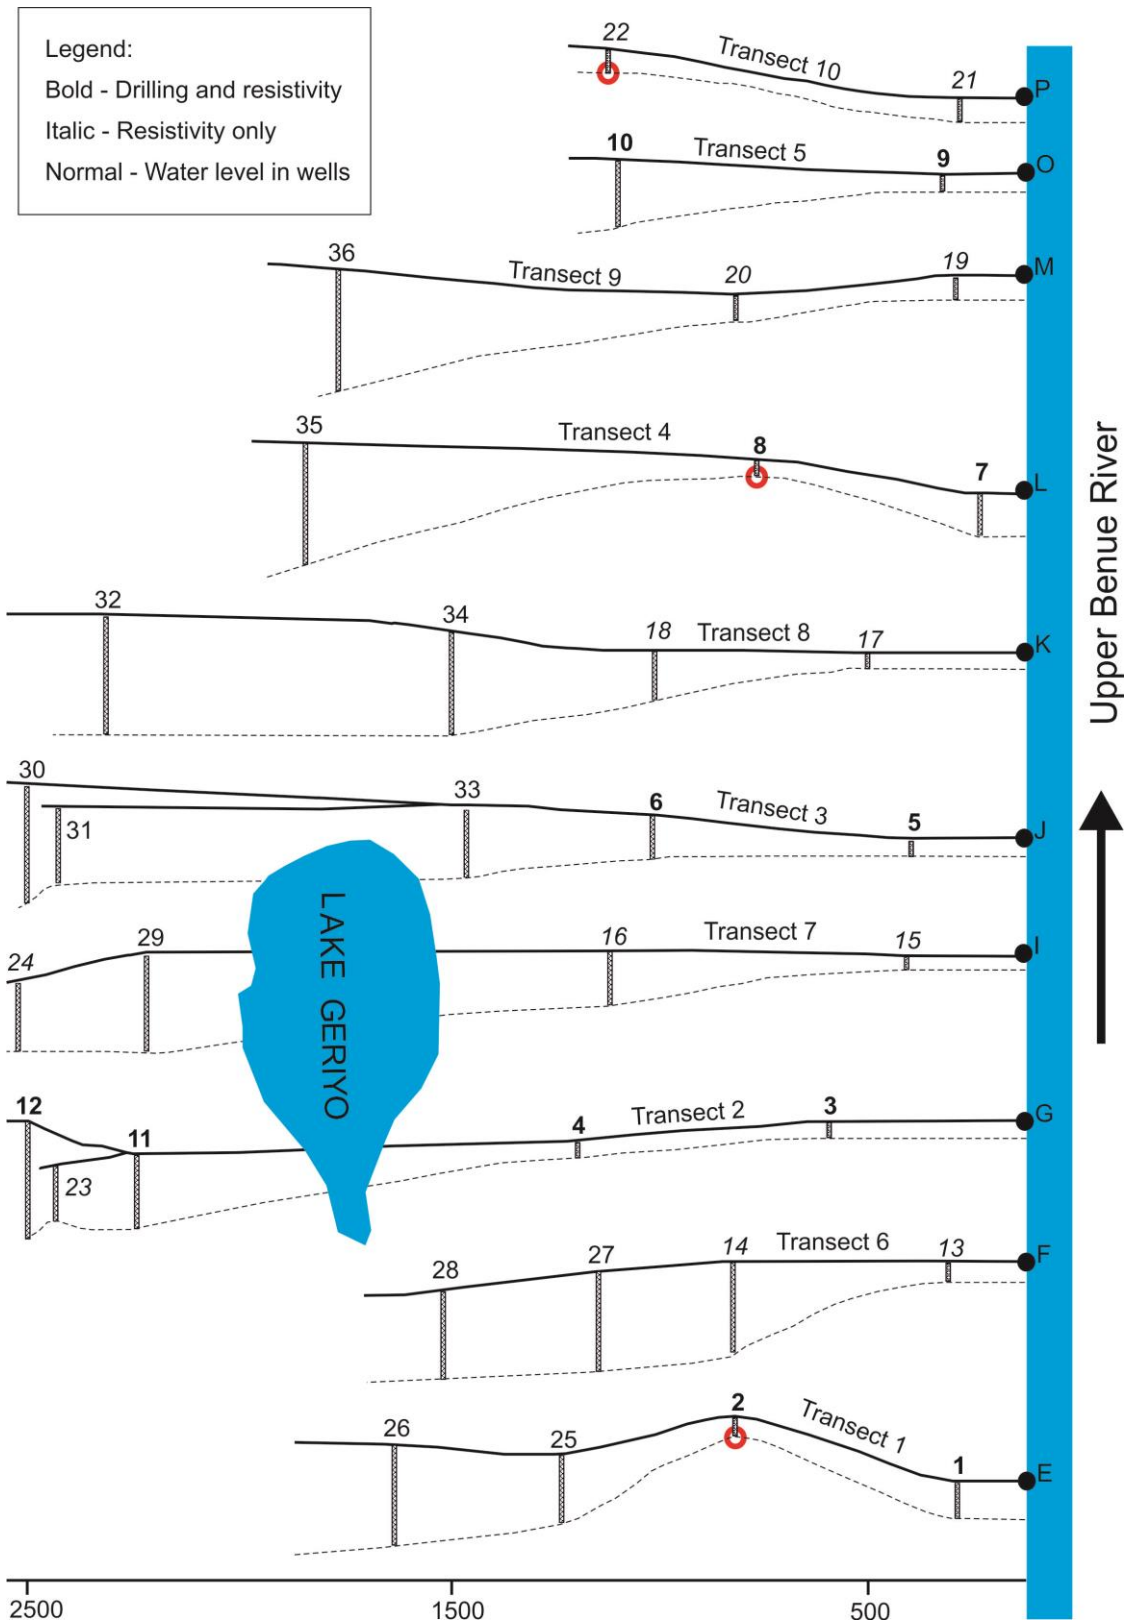 Legend:
Bold - Drilling and resistivity
Italic - Resistivity only
Normal - Water level in wells
22
Transect 10
21
P
10
Transect 5
9
O
36
Transect 9
20
19
M
35
Transect 4
8
7
L
32
34
18
Transect 8
17
K
30
31
33
6
Transect 3
5
J
24
29
16
Transect 7
15
I
LAKE GERIYO
12
23
11
4
Transect 2
3
G
28
27
14
Transect 6
13
F
26
25
2
Transect 1
1
E
Upper Benue River
2500
1500
500